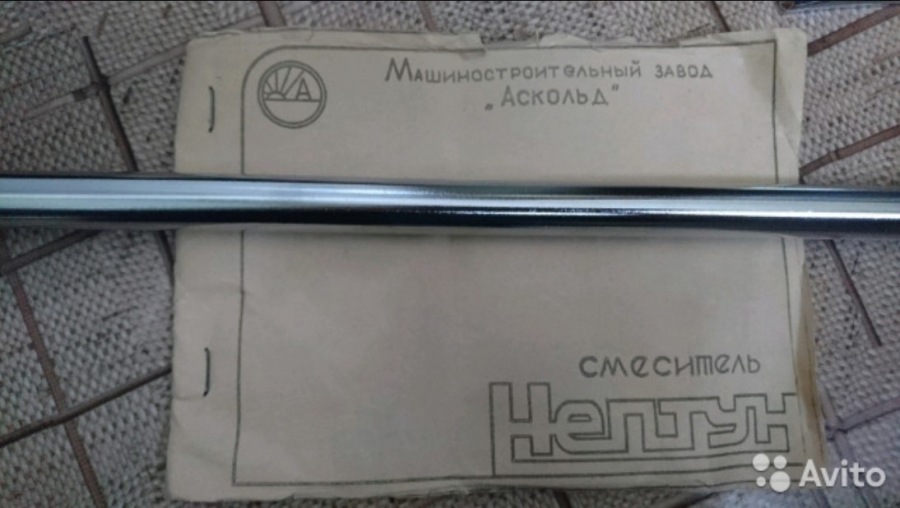 Машиностроительный завод
„Аскольд"
А
смеситель
Нептун
Avito